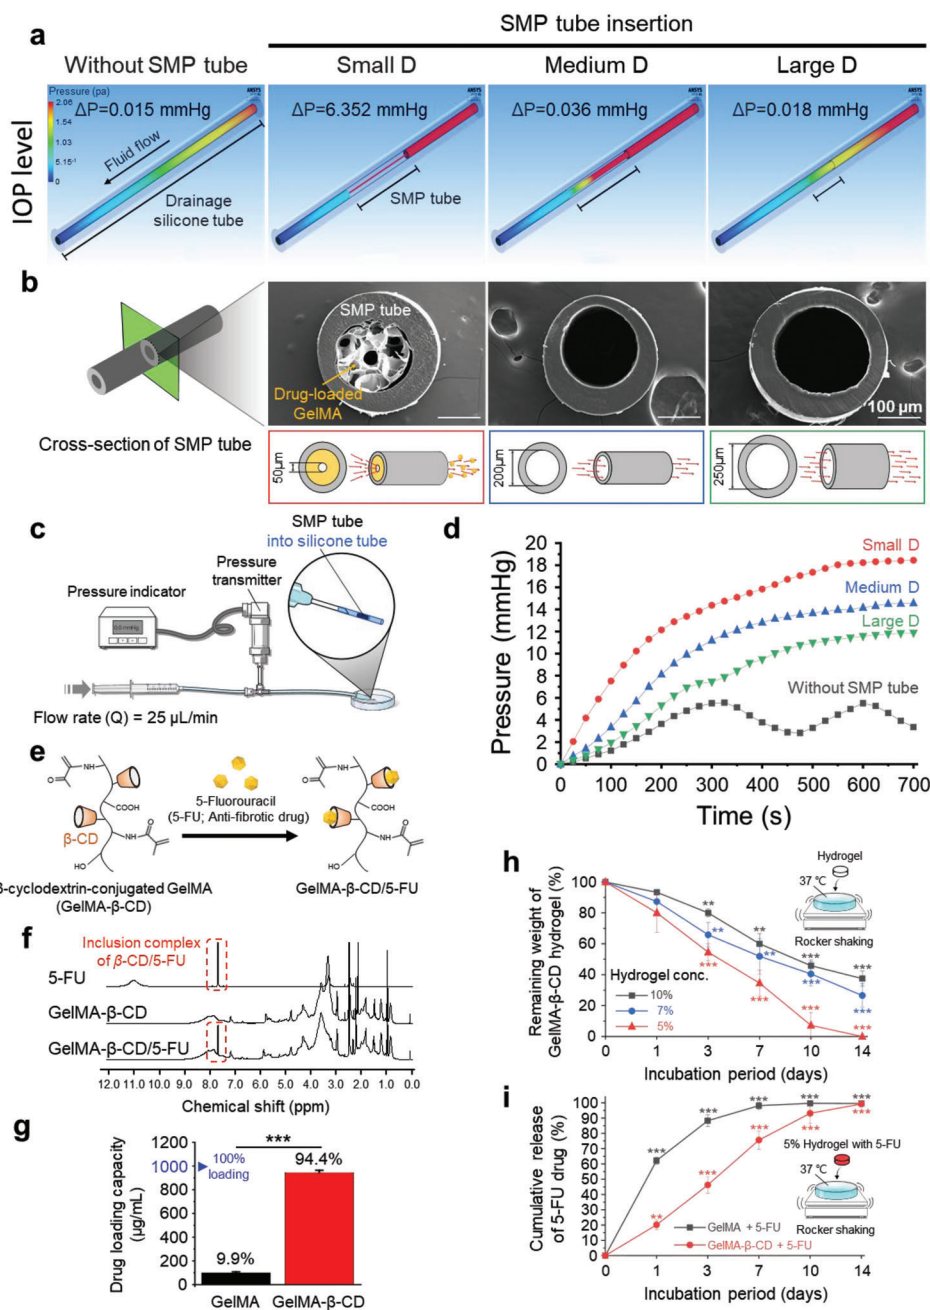 SMP tube insertion
a
Without SMP tube
Small D
Medium D
Large D
IOP level
Pressure (pa)
2.06
1.54
1.03
5.15⁻¹
0
ANSYS
ΔP=0.015 mmHg
Fluid flow
Drainage
silicone tube
ANSYS
ΔP=6.352 mmHg
SMP tube
ANSYS
ΔP=0.036 mmHg
ANSYS
ΔP=0.018 mmHg
b
Cross-section of SMP tube
SMP tube
Drug-loaded
GelMA
100 μm
50μm
200μm
250μm
c
SMP tube
into silicone tube
Pressure
transmitter
Pressure indicator
Flow rate (Q) = 25 μL/min
d
Pressure (mmHg)
20
18
16
14
12
10
8
6
4
2
0
Small D
Medium D
Large D
Without SMP tube
0 100 200 300 400 500 600 700
Time (s)
e
NH
O
COOH
β-CD
NH
O
HO
5-Fluorouracil
(5-FU; Anti-fibrotic drug)
NH
O
COOH
NH
O
HO
β-cyclodextrin-conjugated GelMA
(GelMA-β-CD)
GelMA-β-CD/5-FU
f
Inclusion complex
of β-CD/5-FU
5-FU
GelMA-β-CD
GelMA-β-CD/5-FU
12.0 11.0 10.0 9.0 8.0 7.0 6.0 5.0 4.0 3.0 2.0 1.0 0.0
Chemical shift (ppm)
g
Drug loading capacity
(μg/mL)
1200
1000
800
600
400
200
0
100%
loading
***
94.4%
9.9%
GelMA
GelMA-β-CD
h
Remaining weight of
GelMA-β-CD hydrogel (%)
100
80
60
40
20
0
Hydrogel
37 ℃
Rocker shaking
Hydrogel conc.
10%
7%
5%
**
**
***
**
**
***
***
***
***
***
***
***
0 1 3 7 10 14
Incubation period (days)
i
Cumulative release
of 5-FU drug (%)
100
90
80
70
60
50
40
30
20
10
0
***
***
***
***
***
**
***
***
***
***
5% Hydrogel with 5-FU
37 ℃
Rocker shaking
GelMA + 5-FU
GelMA-β-CD + 5-FU
0 1 3 7 10 14
Incubation period (days)